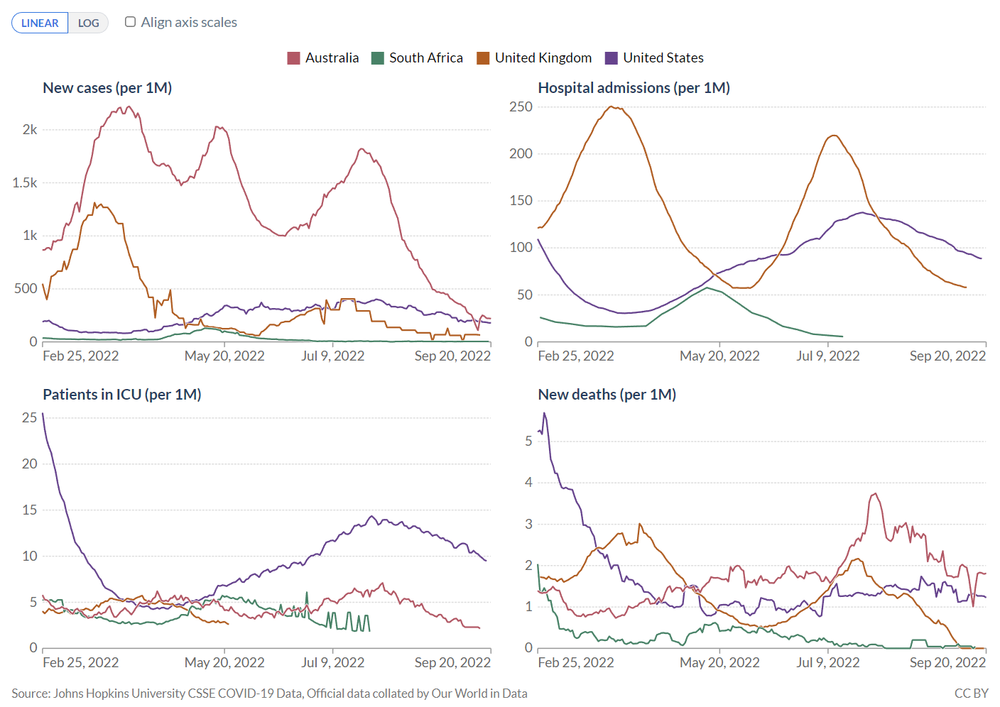 LINEAR LOG Align axis scales
Australia South Africa United Kingdom United States
New cases (per 1M)
2k
1.5k
1k
500
0
Feb 25, 2022 May 20, 2022 Jul 9, 2022 Sep 20, 2022
Hospital admissions (per 1M)
250
200
150
100
50
0
Feb 25, 2022 May 20, 2022 Jul 9, 2022 Sep 20, 2022
Patients in ICU (per 1M)
25
20
15
10
5
0
Feb 25, 2022 May 20, 2022 Jul 9, 2022 Sep 20, 2022
New deaths (per 1M)
5
4
3
2
1
0
Feb 25, 2022 May 20, 2022 Jul 9, 2022 Sep 20, 2022
Source: Johns Hopkins University CSSE COVID-19 Data, Official data collated by Our World in Data CC BY